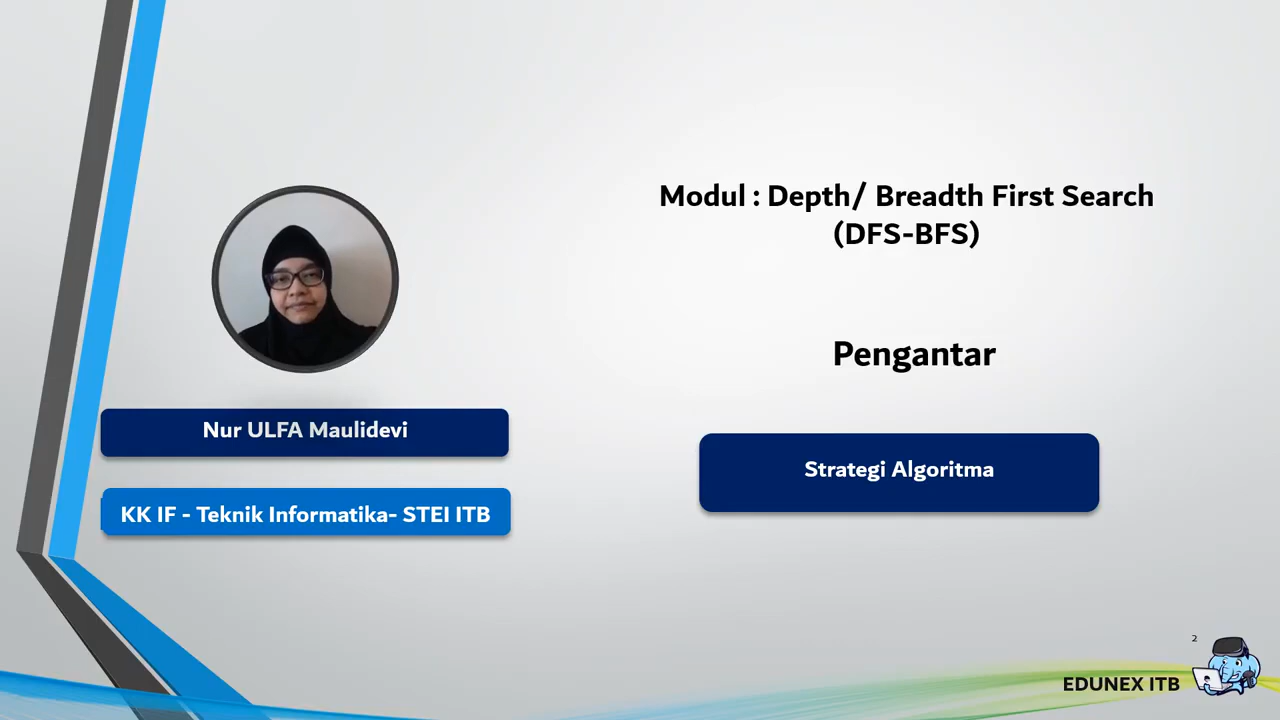 Modul : Depth/ Breadth First Search
(DFS-BFS)
Pengantar
Nur ULFA Maulidevi
Strategi Algoritma
KK IF - Teknik Informatika- STEI ITB
2
EDUNEX ITB